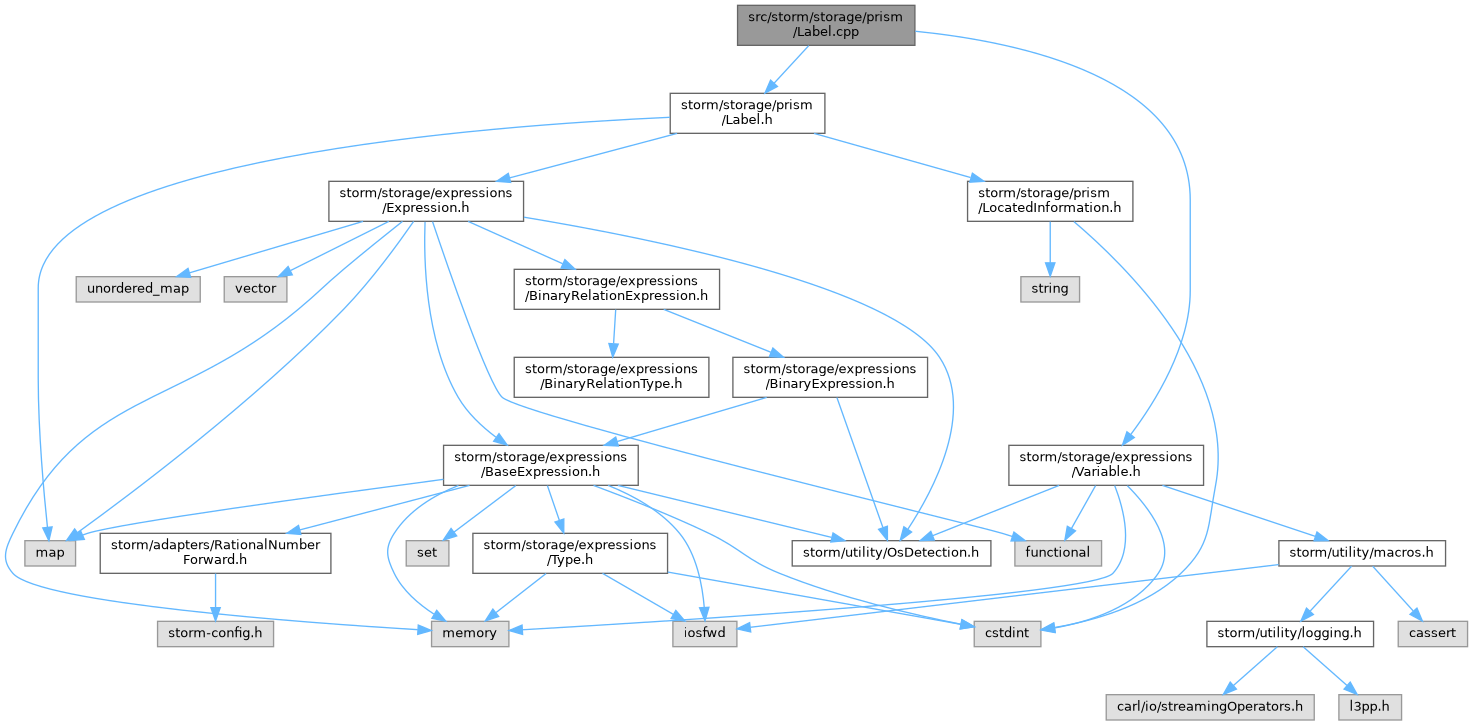 src/storm/storage/prism
/Label.cpp
storm/storage/prism
/Label.h
storm/storage/expressions
/Expression.h
storm/storage/prism
/LocatedInformation.h
unordered_map
vector
storm/storage/expressions
/BinaryRelationExpression.h
string
storm/storage/expressions
/BinaryRelationType.h
storm/storage/expressions
/BinaryExpression.h
storm/storage/expressions
/BaseExpression.h
storm/storage/expressions
/Variable.h
map
storm/adapters/RationalNumber
Forward.h
set
storm/storage/expressions
/Type.h
storm/utility/OsDetection.h
functional
storm/utility/macros.h
storm-config.h
memory
iosfwd
cstdint
storm/utility/logging.h
cassert
carl/io/streamingOperators.h
l3pp.h